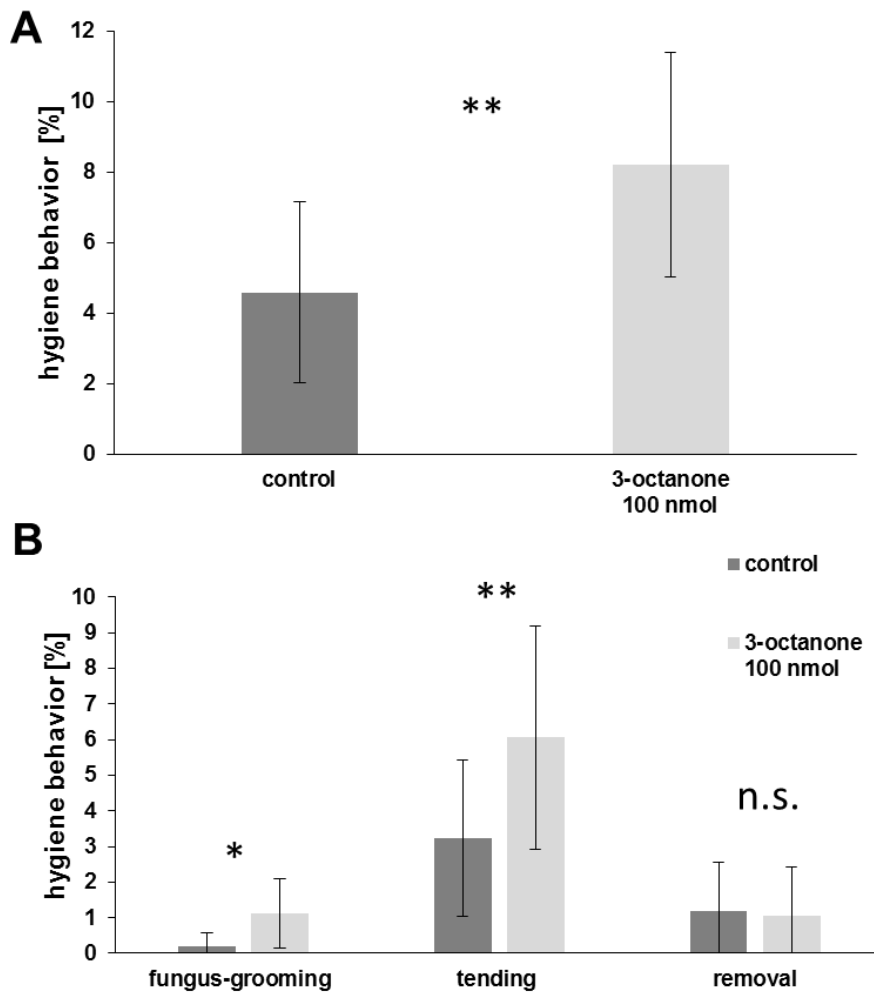 A
hygiene behavior [%]
12
10
8
6
4
2
0
**
control
3-octanone
100 nmol
B
hygiene behavior [%]
10
9
8
7
6
5
4
3
2
1
0
control
3-octanone
100 nmol
*
**
n.s.
fungus-grooming
tending
removal